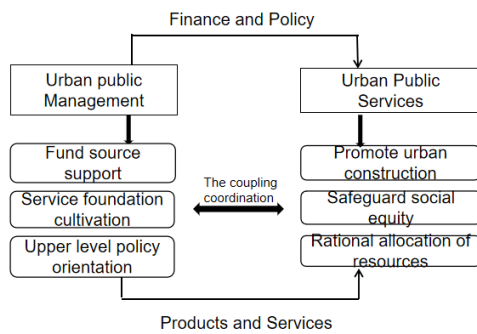 Finance and Policy
Urban public
Management
Urban Public
Services
Fund source
support
Service foundation
cultivation
Upper level policy
orientation
The coupling
coordination
Promote urban
construction
Safeguard social
equity
Rational allocation of
resources
Products and Services